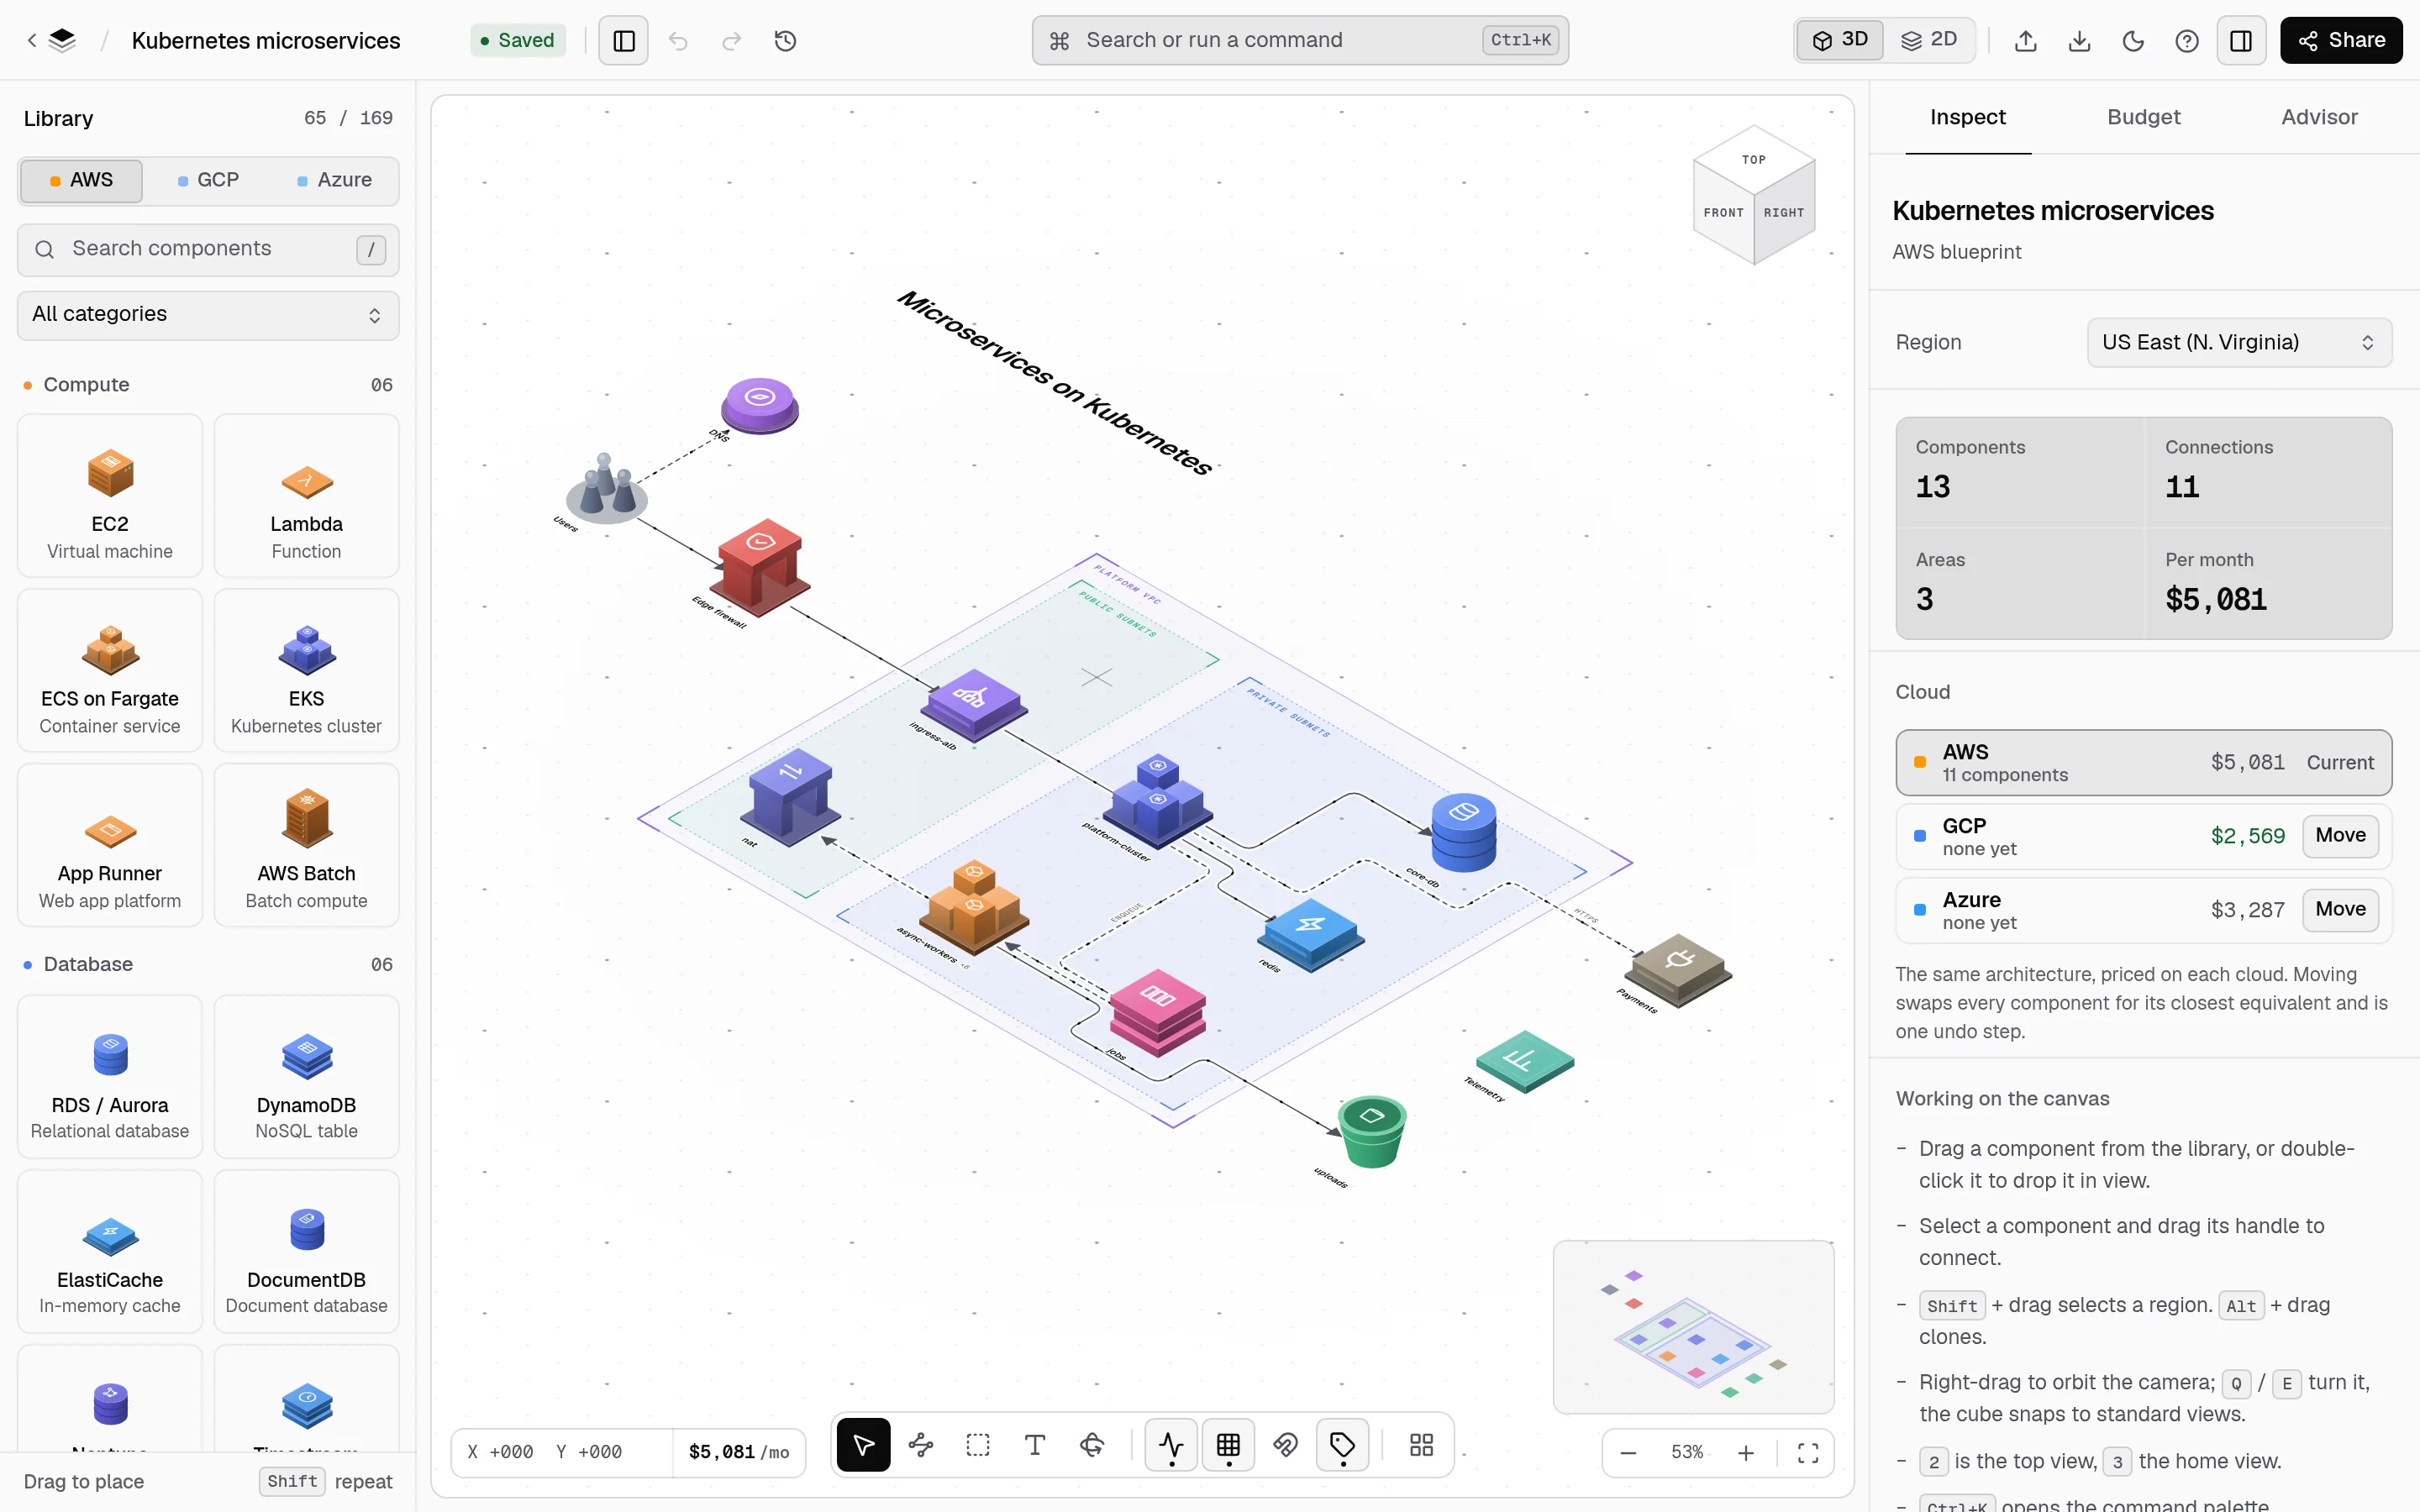 Kubernetes microservices
Saved
Search or run a command
Ctrl+K
3D
2D
Share
Library
65 / 169
AWS
GCP
Azure
Search components
/
All categories
Compute
06
EC2
Virtual machine
Lambda
Function
ECS on Fargate
Container service
EKS
Kubernetes cluster
App Runner
Web app platform
AWS Batch
Batch compute
Database
06
RDS / Aurora
Relational database
DynamoDB
NoSQL table
ElastiCache
In-memory cache
DocumentDB
Document database
Neptune
Timestream
Drag to place
Shift repeat
TOP
FRONT
RIGHT
Microservices on Kubernetes
DNS
Users
Edge firewall
PLATFORM VPC
PUBLIC SUBNETS
PRIVATE SUBNETS
ingress-alb
nat
platform-cluster
core-db
ENQUEUE
HTTPS
async-workers ×6
redis
Payments
jobs
Telemetry
uploads
X +000 Y +000
$5,081 /mo
53%
Inspect
Budget
Advisor
Kubernetes microservices
AWS blueprint
Region
US East (N. Virginia)
Components
13
Connections
11
Areas
3
Per month
$5,081
Cloud
AWS
11 components
$5,081
Current
GCP
none yet
$2,569
Move
Azure
none yet
$3,287
Move
The same architecture, priced on each cloud. Moving
swaps every component for its closest equivalent and is
one undo step.
Working on the canvas
– Drag a component from the library, or double-
click it to drop it in view.
– Select a component and drag its handle to
connect.
– Shift + drag selects a region. Alt + drag
clones.
– Right-drag to orbit the camera; Q / E turn it,
the cube snaps to standard views.
– 2 is the top view, 3 the home view.
– Ctrl+K opens the command palette